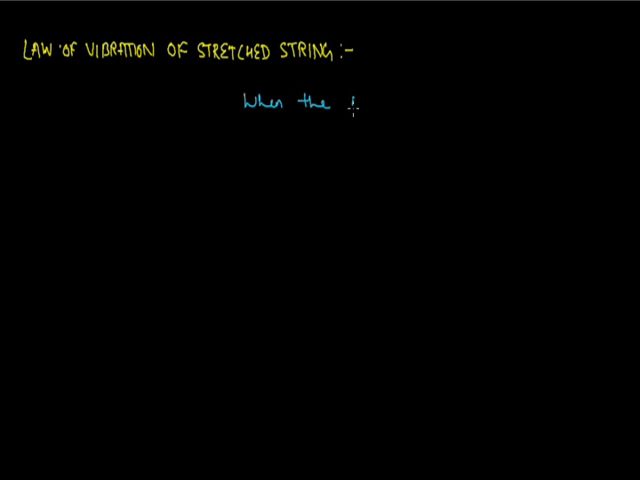 LAW OF VIBRATION OF STRETCHED STRING :-
When the